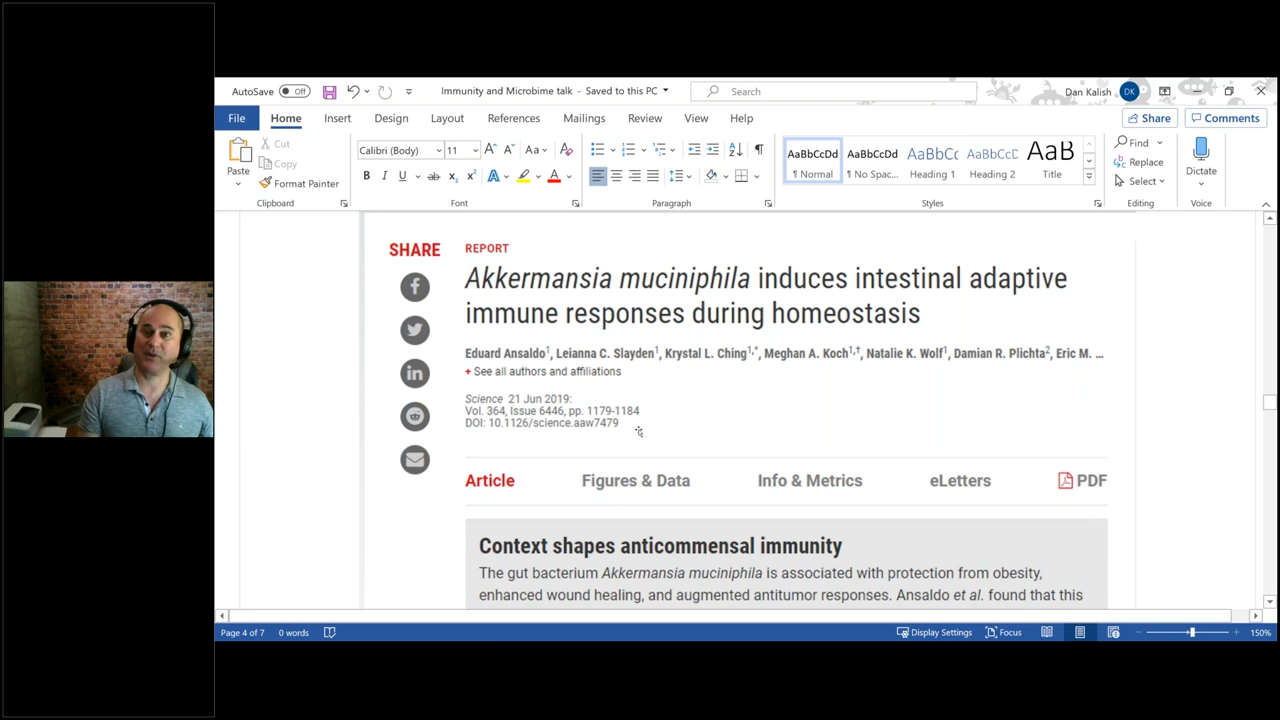 AutoSave Off Immunity and Microbime talk - Saved to this PC Search Dan Kalish DK
File Home Insert Design Layout References Mailings Review View Help Share Comments
Paste Cut Copy Format Painter
Calibri (Body) 11 Aa
B I U ab x₂ x² A A
AaBbCcDd AaBbCcDd AaBbCc AaBbCcD AaB
¶ Normal ¶ No Spac... Heading 1 Heading 2 Title
Find Replace Select
Dictate
Clipboard Font Paragraph Styles Editing Voice
SHARE
REPORT
Akkermansia muciniphila induces intestinal adaptive
immune responses during homeostasis
Eduard Ansaldo¹, Leianna C. Slayden¹, Krystal L. Ching¹,*, Meghan A. Koch¹,†, Natalie K. Wolf¹, Damian R. Plichta², Eric M. ...
+ See all authors and affiliations
Science 21 Jun 2019:
Vol. 364, Issue 6446, pp. 1179-1184
DOI: 10.1126/science.aaw7479
Article Figures & Data Info & Metrics eLetters PDF
Context shapes anticommensal immunity
The gut bacterium Akkermansia muciniphila is associated with protection from obesity,
enhanced wound healing, and augmented antitumor responses. Ansaldo et al. found that this
Page 4 of 7 0 words Display Settings Focus 150%